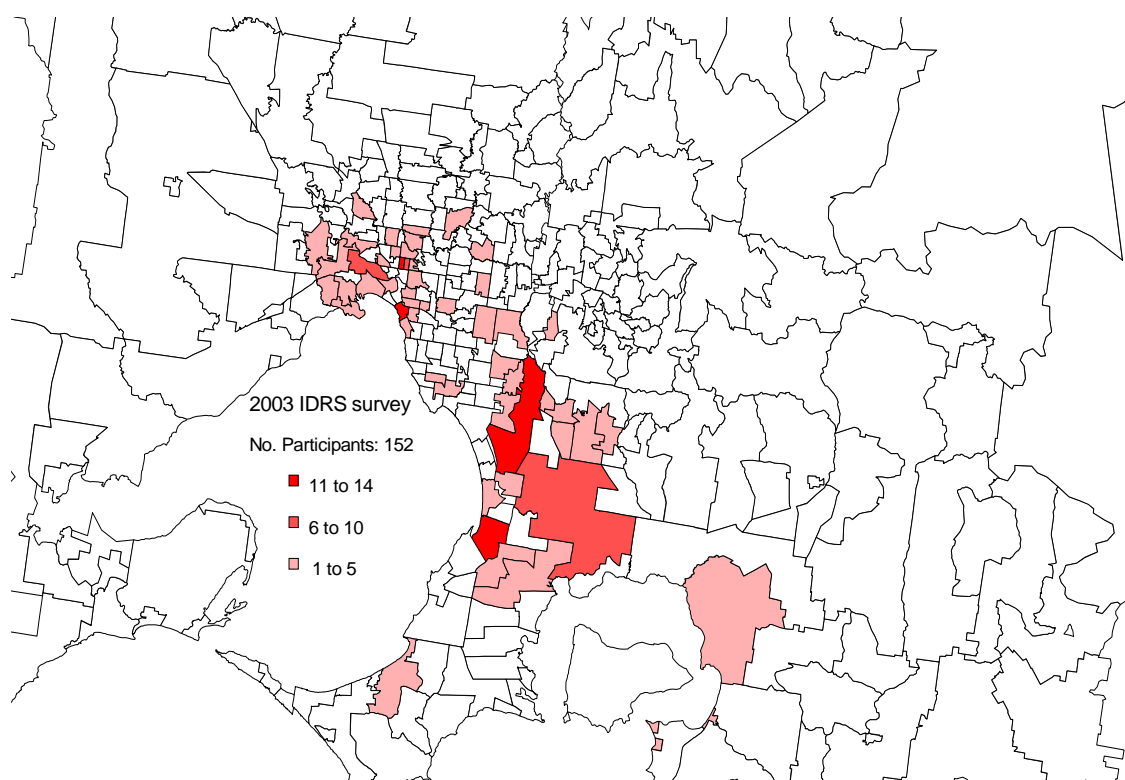 2003 IDRS survey
No. Participants: 152
11 to 14
6 to 10
1 to 5